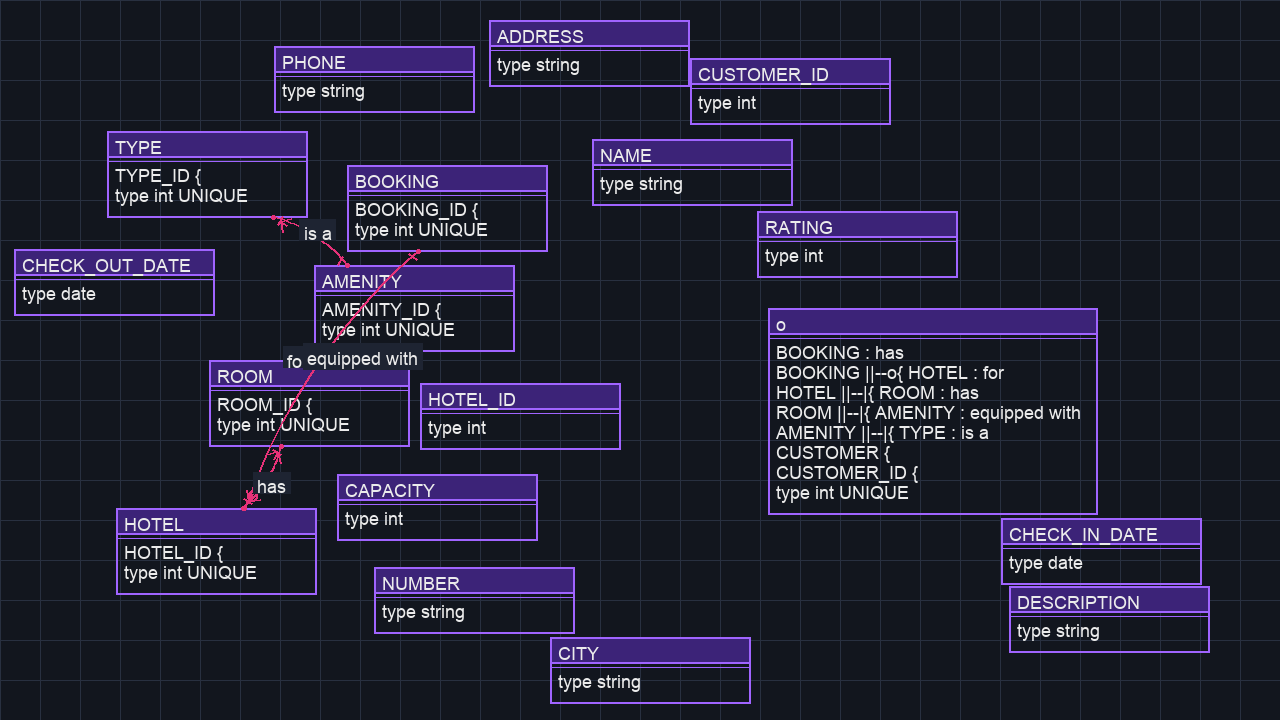 ADDRESS
type string
PHONE
type string
CUSTOMER_ID
type int
TYPE
TYPE_ID {
type int UNIQUE
NAME
type string
BOOKING
BOOKING_ID {
type int UNIQUE
RATING
type int
is a
CHECK_OUT_DATE
type date
AMENITY
AMENITY_ID {
type int UNIQUE
o
BOOKING : has
BOOKING ||--o{ HOTEL : for
HOTEL ||--|{ ROOM : has
ROOM ||--|{ AMENITY : equipped with
AMENITY ||--|{ TYPE : is a
CUSTOMER {
CUSTOMER_ID {
type int UNIQUE
fo
equipped with
ROOM
ROOM_ID {
type int UNIQUE
HOTEL_ID
type int
has
CAPACITY
type int
HOTEL
HOTEL_ID {
type int UNIQUE
CHECK_IN_DATE
type date
NUMBER
type string
DESCRIPTION
type string
CITY
type string